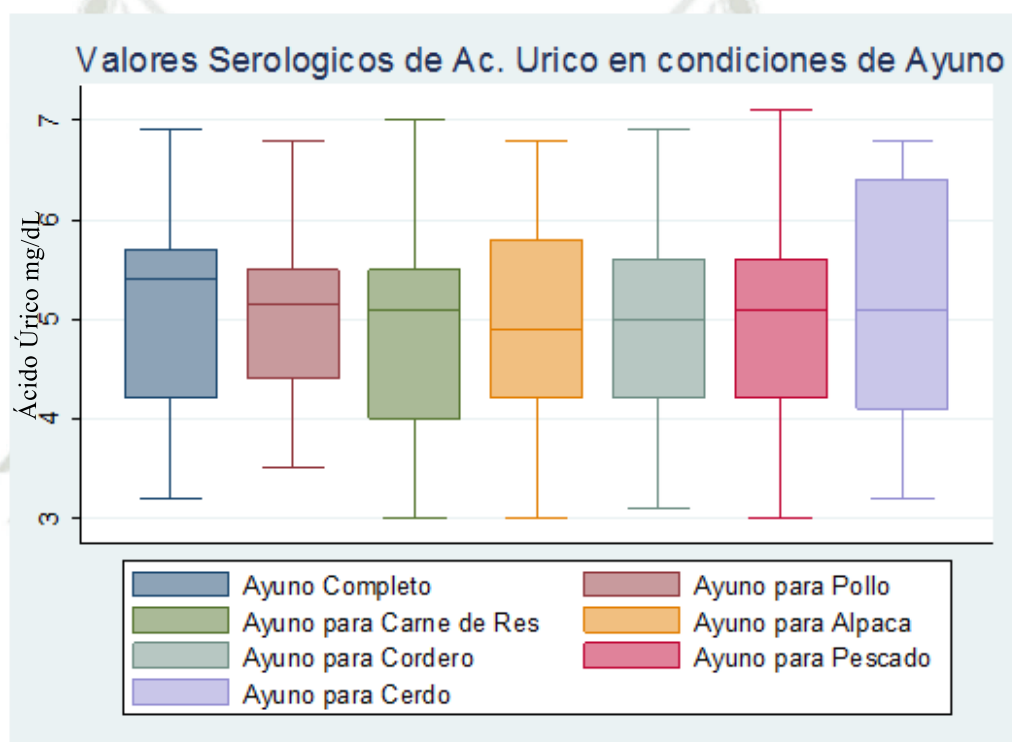 Valores Serologicos de Ac. Urico en condiciones de Ayuno
Ácido Úrico mg/dL
7
6
5
4
3
Ayuno Completo
Ayuno para Pollo
Ayuno para Carne de Res
Ayuno para Alpaca
Ayuno para Cordero
Ayuno para Pescado
Ayuno para Cerdo